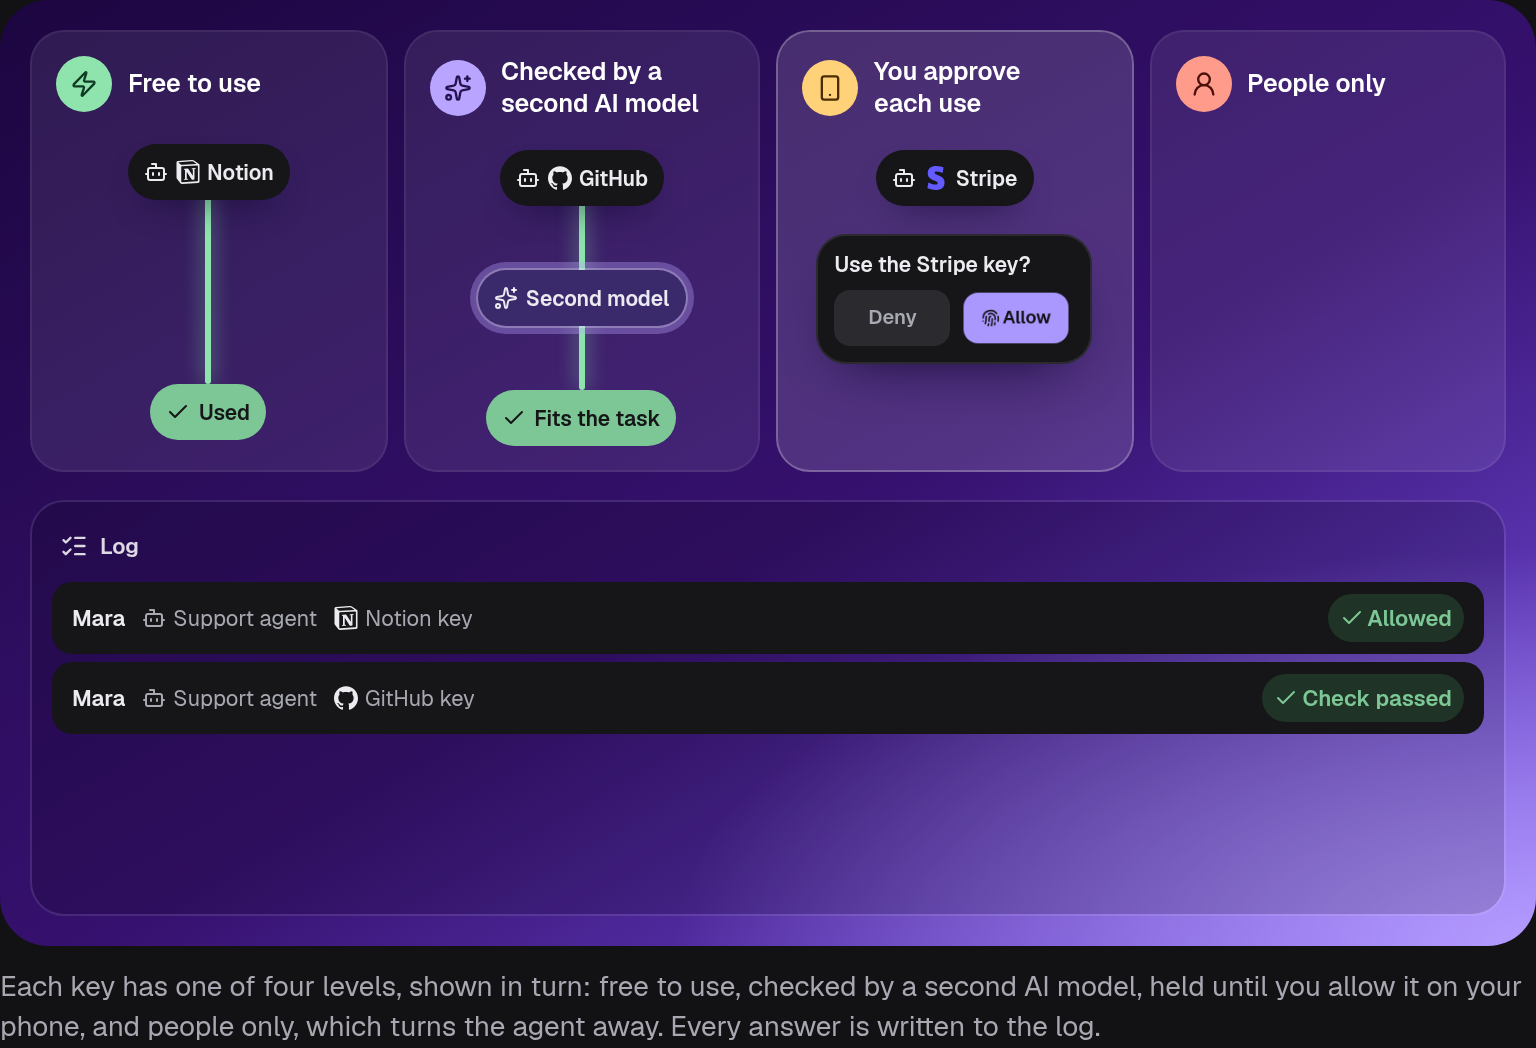 Free to use
Checked by a
second AI model
You approve
each use
People only
Notion
GitHub
Stripe
Use the Stripe key?
Deny
Allow
Second model
Used
Fits the task
Log
Mara Support agent Notion key Allowed
Mara Support agent GitHub key Check passed
Each key has one of four levels, shown in turn: free to use, checked by a second AI model, held until you allow it on your
phone, and people only, which turns the agent away. Every answer is written to the log.